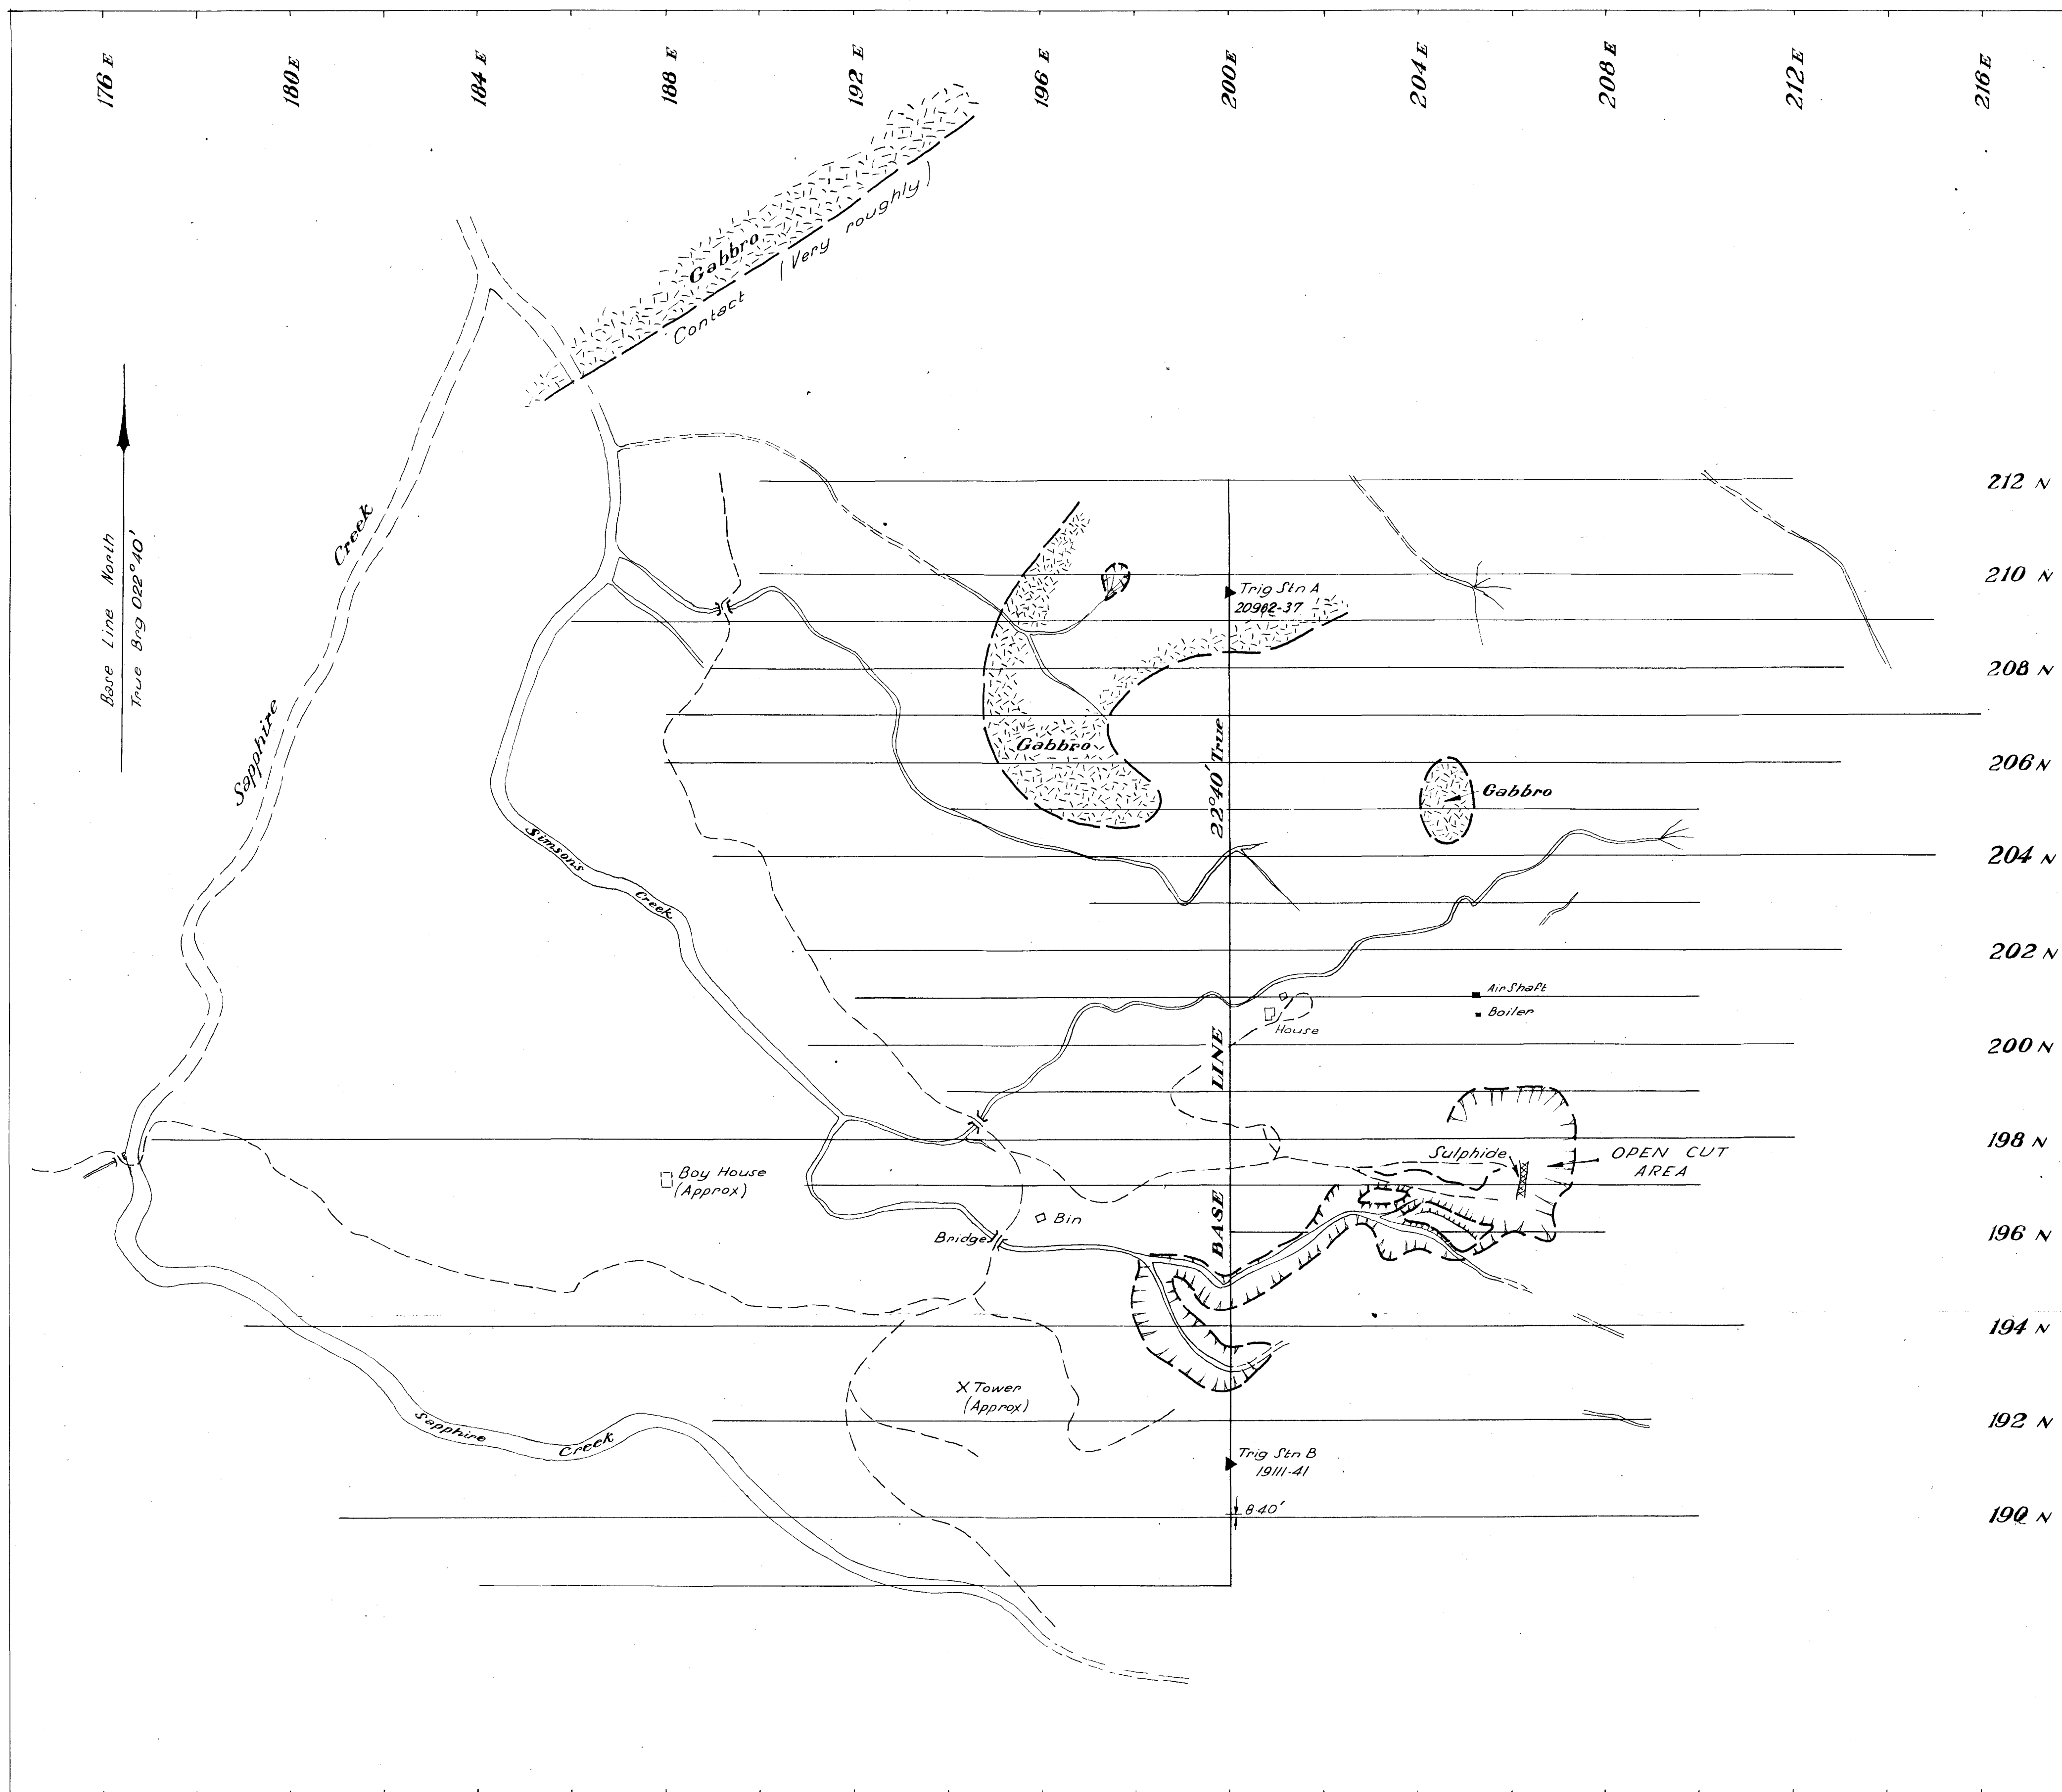 176 E
180 E
184 E
188 E
192 E
196 E
200 E
204 E
208 E
212 E
216 E
Gabbro
Contact (Very roughly)
Base Line North
True Brg 022°40'
Sapphire Creek
212 N
210 N
Trig Stn A
20962-37
208 N
22°40' True
Gabbro
206 N
Gabbro
204 N
Simsons Creek
202 N
Air Shaft
Boiler
House
200 N
BASE LINE
198 N
Sulphide
OPEN CUT
AREA
Boy House
(Approx)
Bin
Bridge
196 N
194 N
X Tower
(Approx)
192 N
Sapphire Creek
Trig Stn B
19111-41
8·40'
190 N